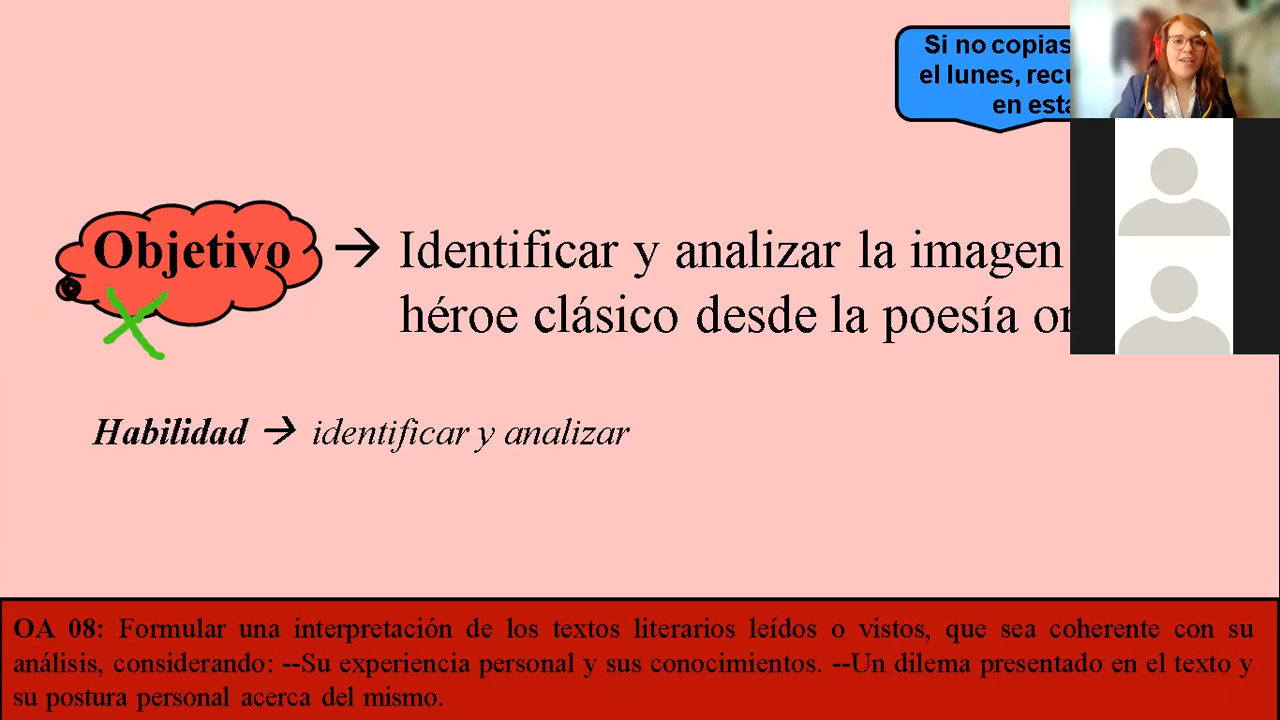 Si no copias
el lunes,
en
Objetivo → Identificar y analizar la imagen
héroe clásico desde la poesía
Habilidad → identificar y analizar
OA 08: Formular una interpretación de los textos literarios leídos o vistos, que sea coherente con su
análisis, considerando: --Su experiencia personal y sus conocimientos. --Un dilema presentado en el texto y
su postura personal acerca del mismo.